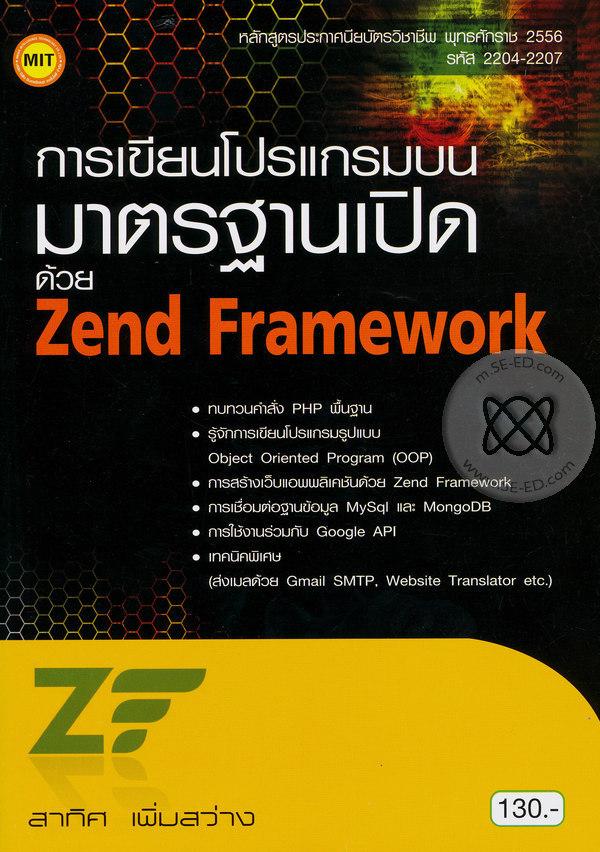 MIT
หลักสูตรประกาศนียบัตรวิชาชีพ พุทธศักราช 2556
รหัส 2204-2207
การเขียนโปรแกรมบน
มาตรฐานเปิด
ด้วย
Zend Framework
m.SE-ED.com
• ทบทวนคำสั่ง PHP พื้นฐาน
• รู้จักการเขียนโปรแกรมรูปแบบ
Object Oriented Program (OOP)
• การสร้างเว็บแอพพลิเคชันด้วย Zend Framework
www.SE-ED.com
• การเชื่อมต่อฐานข้อมูล MySql และ MongoDB
• การใช้งานร่วมกับ Google API
• เทคนิคพิเศษ
(ส่งเมลด้วย Gmail SMTP, Website Translator etc.)
ZF
สากิศ เพิ่มสว่าง
130.-